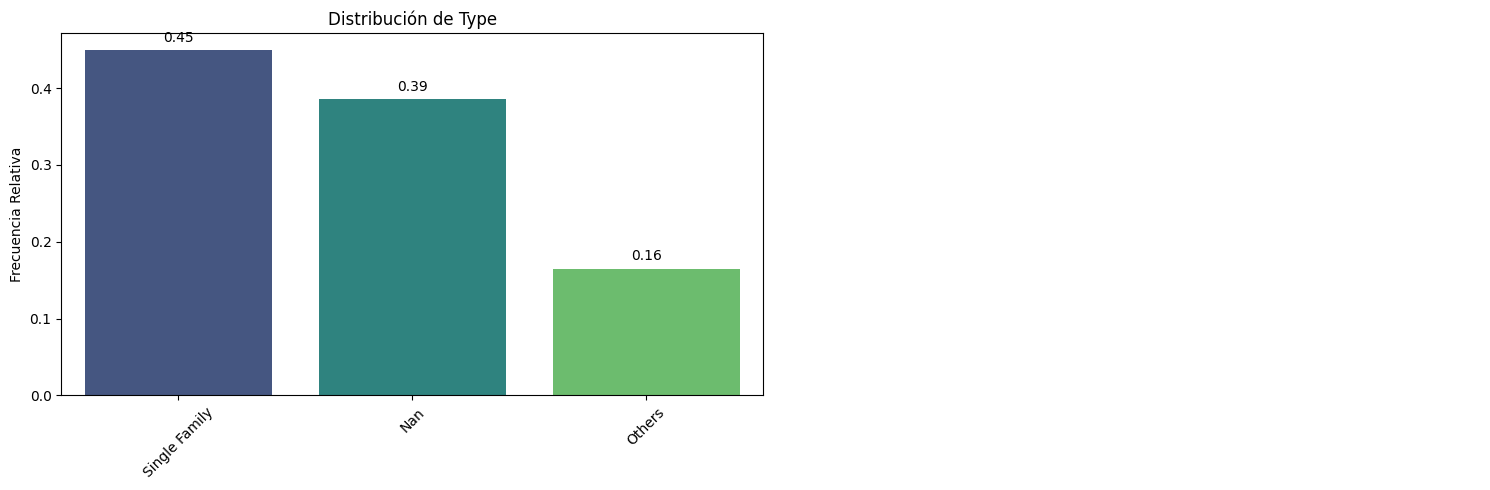 Distribución de Type
Frecuencia Relativa
0.4
0.3
0.2
0.1
0.0
0.45
0.39
0.16
Single Family
Nan
Others